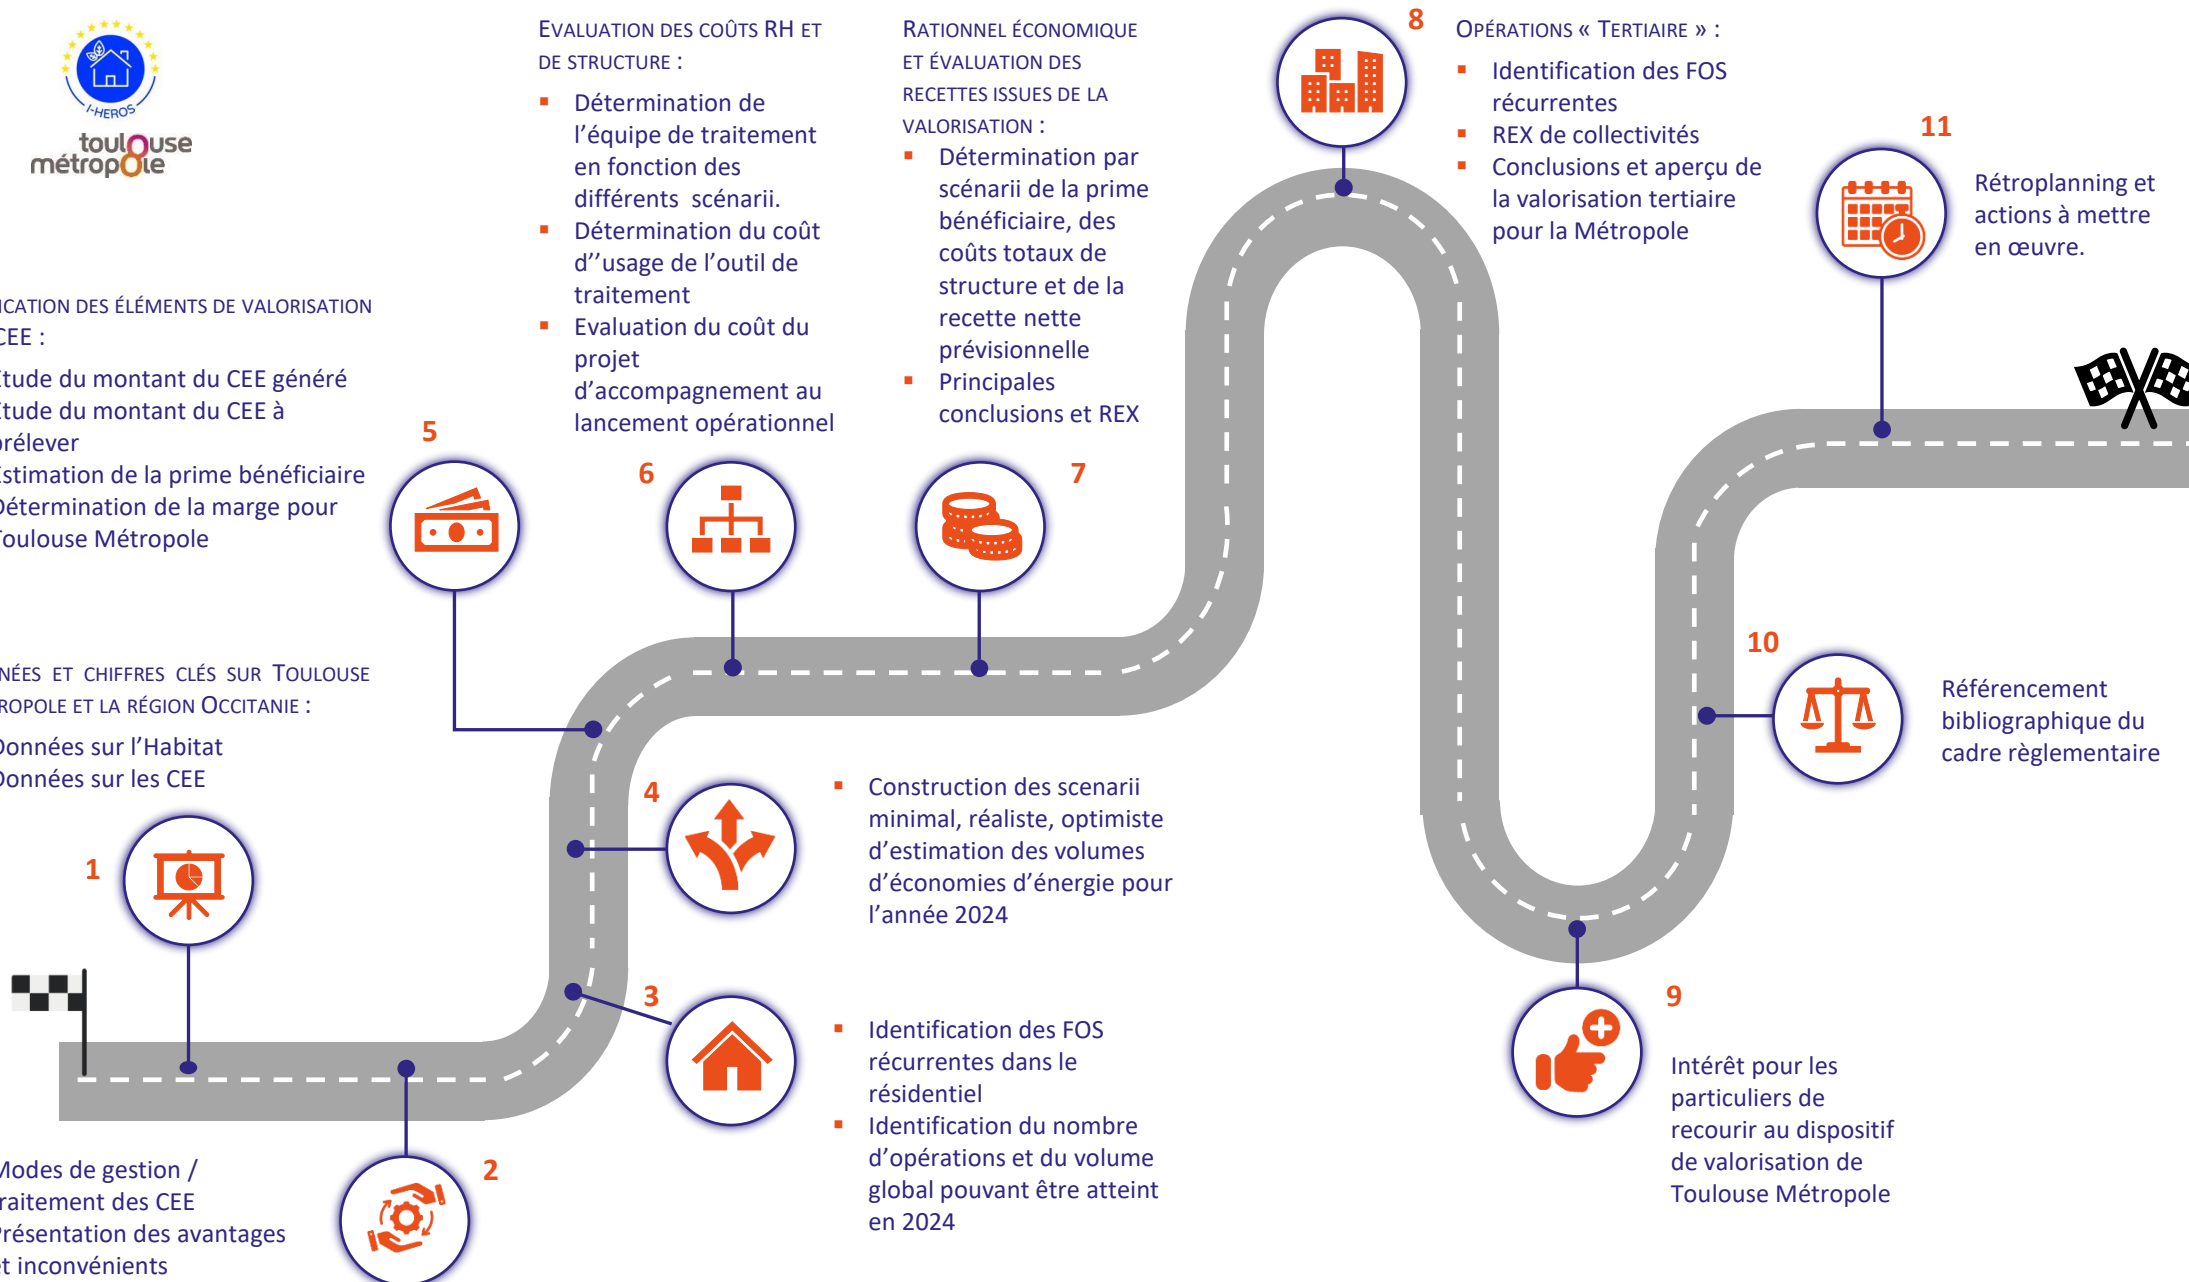 I-HEROS
toulouse
métropole
EVALUATION DES COÛTS RH ET
DE STRUCTURE :
▪ Détermination de
l'équipe de traitement
en fonction des
différents scénarii.
▪ Détermination du coût
d''usage de l'outil de
traitement
▪ Evaluation du coût du
projet
d'accompagnement au
lancement opérationnel
RATIONNEL ÉCONOMIQUE
ET ÉVALUATION DES
RECETTES ISSUES DE LA
VALORISATION :
▪ Détermination par
scénarii de la prime
bénéficiaire, des
coûts totaux de
structure et de la
recette nette
prévisionnelle
▪ Principales
conclusions et REX
8
OPÉRATIONS « TERTIAIRE » :
▪ Identification des FOS
récurrentes
▪ REX de collectivités
▪ Conclusions et aperçu de
la valorisation tertiaire
pour la Métropole
11
Rétroplanning et
actions à mettre
en œuvre.
ICATION DES ÉLÉMENTS DE VALORISATION
CEE :
Etude du montant du CEE généré
Etude du montant du CEE à
prélever
Estimation de la prime bénéficiaire
Détermination de la marge pour
Toulouse Métropole
5
6
7
NÉES ET CHIFFRES CLÉS SUR TOULOUSE
ROPOLE ET LA RÉGION OCCITANIE :
Données sur l'Habitat
Données sur les CEE
1
4
▪ Construction des scenarii
minimal, réaliste, optimiste
d'estimation des volumes
d'économies d'énergie pour
l'année 2024
10
Référencement
bibliographique du
cadre règlementaire
3
▪ Identification des FOS
récurrentes dans le
résidentiel
▪ Identification du nombre
d'opérations et du volume
global pouvant être atteint
en 2024
9
Intérêt pour les
particuliers de
recourir au dispositif
de valorisation de
Toulouse Métropole
2
Modes de gestion /
traitement des CEE
Présentation des avantages
et inconvénients